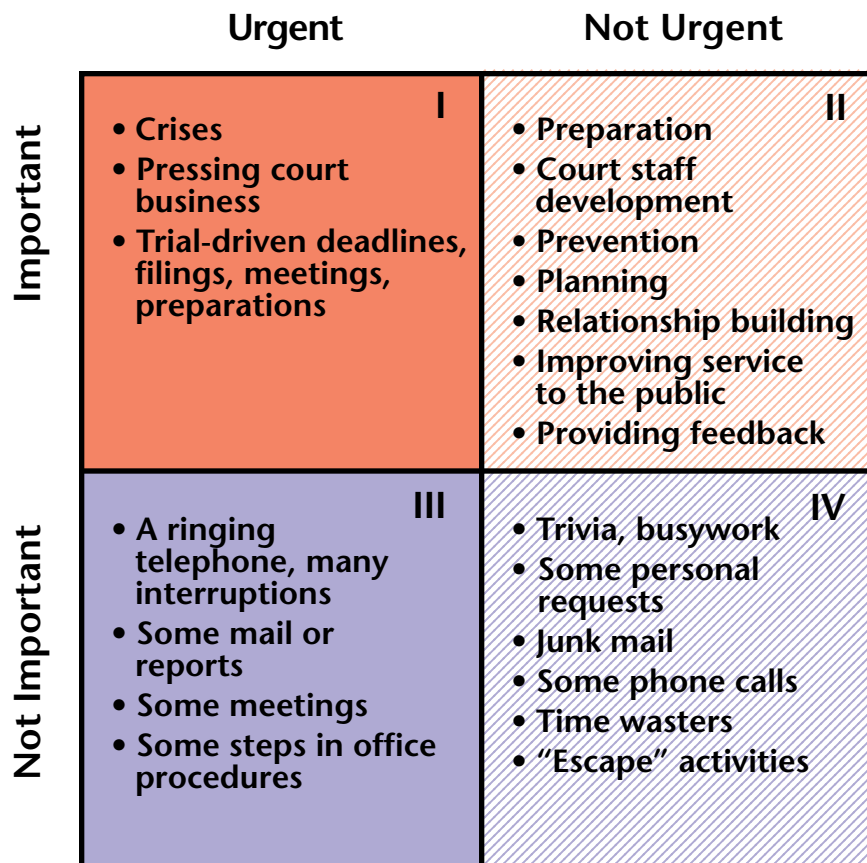 Urgent
Not Urgent
Important
I
• Crises
• Pressing court
business
• Trial-driven deadlines,
filings, meetings,
preparations
II
• Preparation
• Court staff
development
• Prevention
• Planning
• Relationship building
• Improving service
to the public
• Providing feedback
Not Important
III
• A ringing
telephone, many
interruptions
• Some mail or
reports
• Some meetings
• Some steps in office
procedures
IV
• Trivia, busywork
• Some personal
requests
• Junk mail
• Some phone calls
• Time wasters
• “Escape” activities